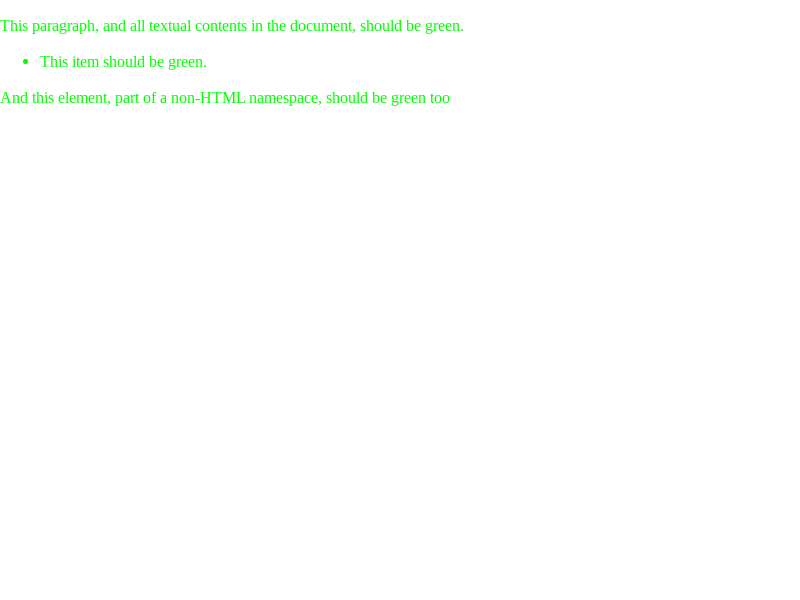 This paragraph, and all textual contents in the document, should be green.
This item should be green.
And this element, part of a non-HTML namespace, should be green too